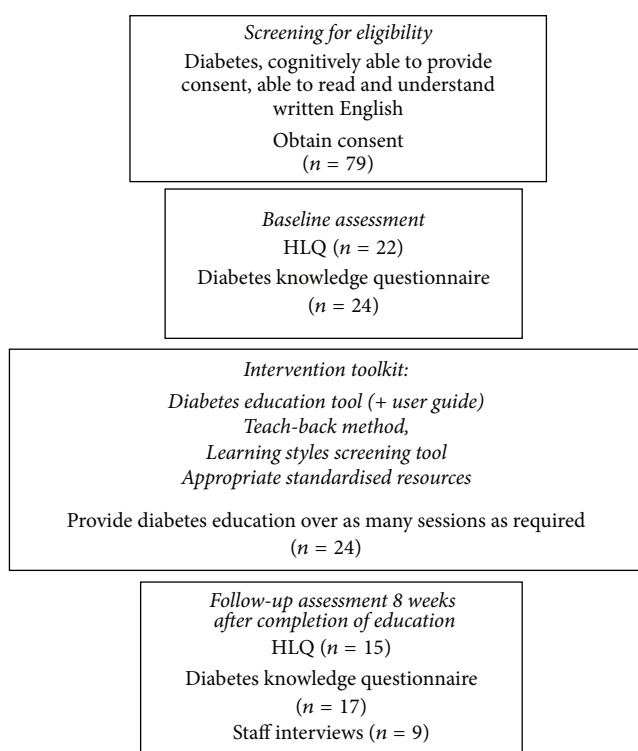 Screening for eligibility
Diabetes, cognitively able to provide
consent, able to read and understand
written English
Obtain consent
(n = 79)
Baseline assessment
HLQ (n = 22)
Diabetes knowledge questionnaire
(n = 24)
Intervention toolkit:
Diabetes education tool (+ user guide)
Teach-back method,
Learning styles screening tool
Appropriate standardised resources
Provide diabetes education over as many sessions as required
(n = 24)
Follow-up assessment 8 weeks
after completion of education
HLQ (n = 15)
Diabetes knowledge questionnaire
(n = 17)
Staff interviews (n = 9)